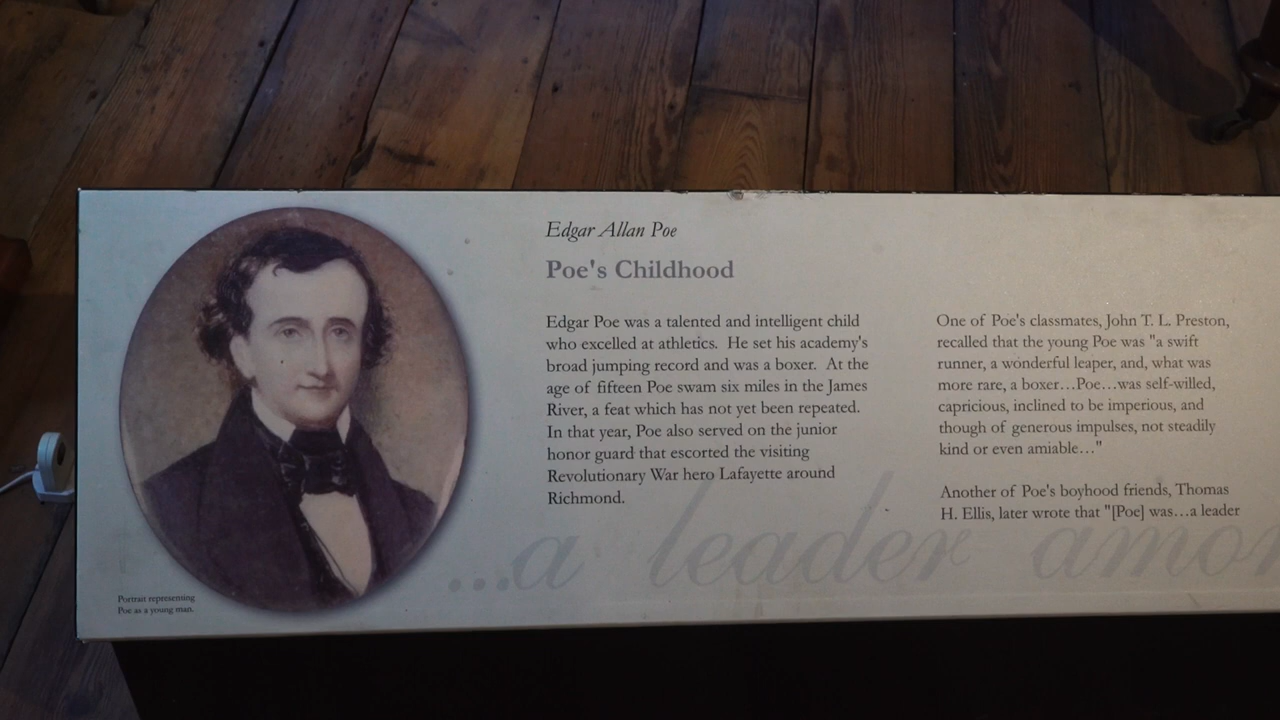 Edgar Allan Poe
Poe's Childhood
Edgar Poe was a talented and intelligent child
who excelled at athletics. He set his academy's
broad jumping record and was a boxer. At the
age of fifteen Poe swam six miles in the James
River, a feat which has not yet been repeated.
In that year, Poe also served on the junior
honor guard that escorted the visiting
Revolutionary War hero Lafayette around
Richmond.
One of Poe's classmates, John T. L. Preston,
recalled that the young Poe was "a swift
runner, a wonderful leaper, and, what was
more rare, a boxer…Poe…was self-willed,
capricious, inclined to be imperious, and
though of generous impulses, not steadily
kind or even amiable…"
Another of Poe's boyhood friends, Thomas
H. Ellis, later wrote that "[Poe] was…a leader
...a leader
Portrait representing
Poe as a young man.